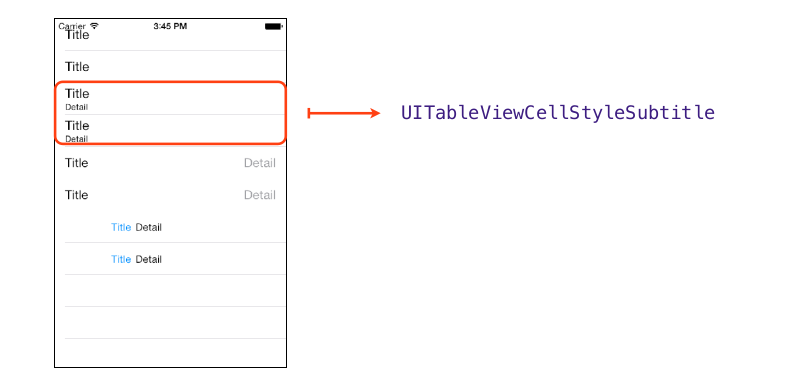 Carrier 3:45 PM
Title
Title
Title
Detail
Title
Detail
Title Detail
Title Detail
Title Detail
Title Detail
UITableViewCellStyleSubtitle